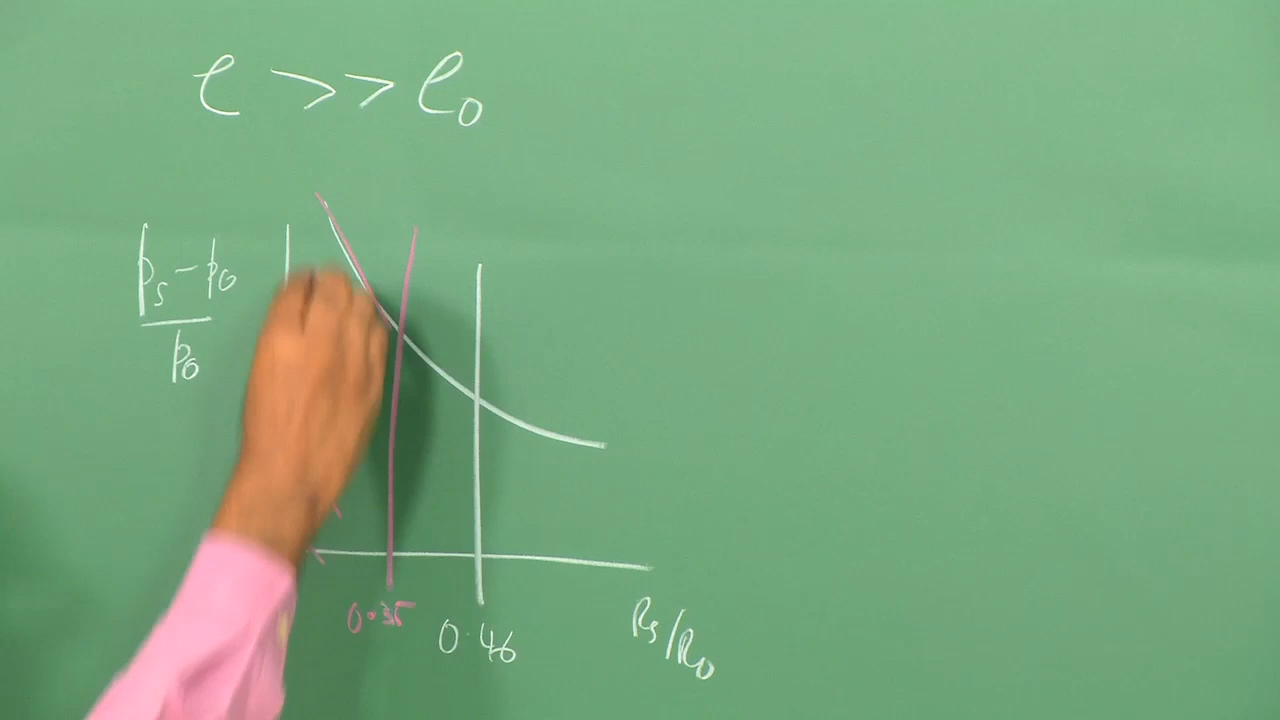 e >> e₀
pₛ - p₀
p₀
0.35
0.46
Rₛ/R₀